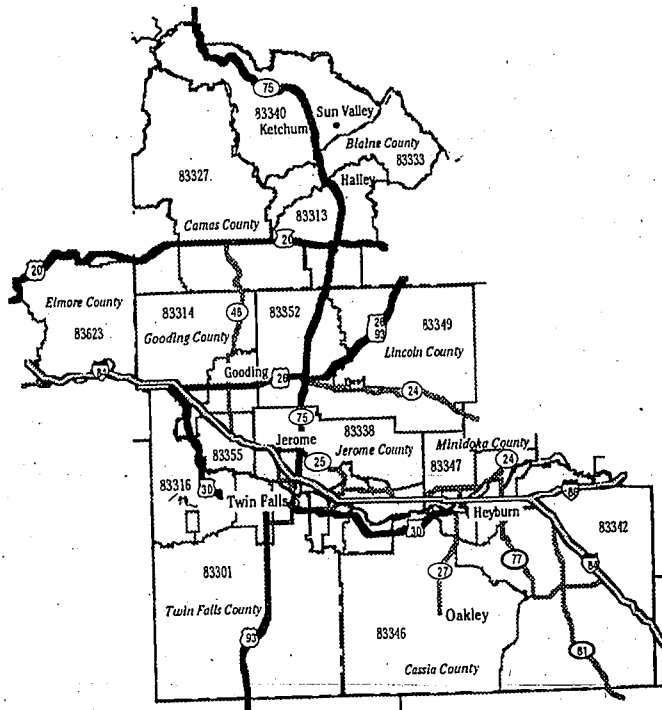 75
83340
Sun Valley
Ketchum
Blaine County
83333
83327
Hailey
83313
Camas County
20
20
Elmore County
83314
46
83352
26
93
83349
83623
Gooding County
Lincoln County
84
Gooding
26
24
75
Jerome
83338
Minidoka County
83355
25
Jerome County
83347
24
83316
30
86
Twin Falls
Heyburn
83342
30
83301
27
77
84
Twin Falls County
Oakley
93
83346
81
Cassia County